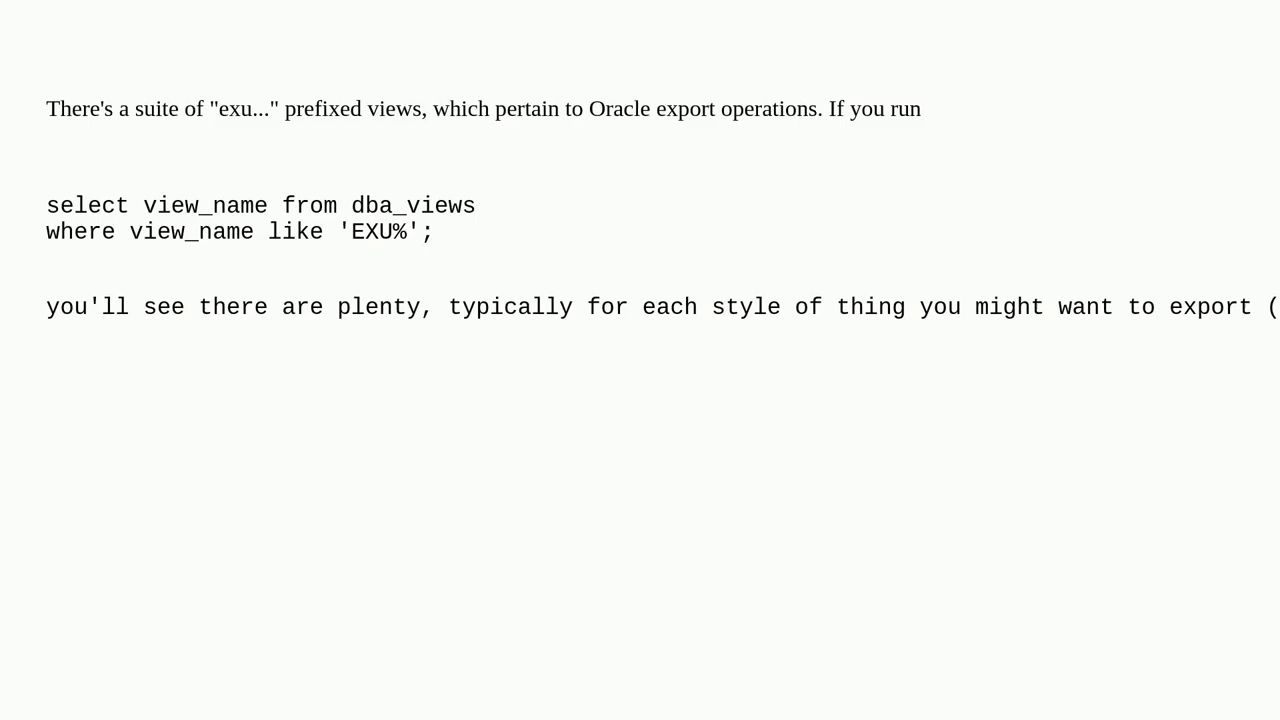 There's a suite of "exu..." prefixed views, which pertain to Oracle export operations. If you run
select view_name from dba_views
where view_name like 'EXU%';
you'll see there are plenty, typically for each style of thing you might want to export (